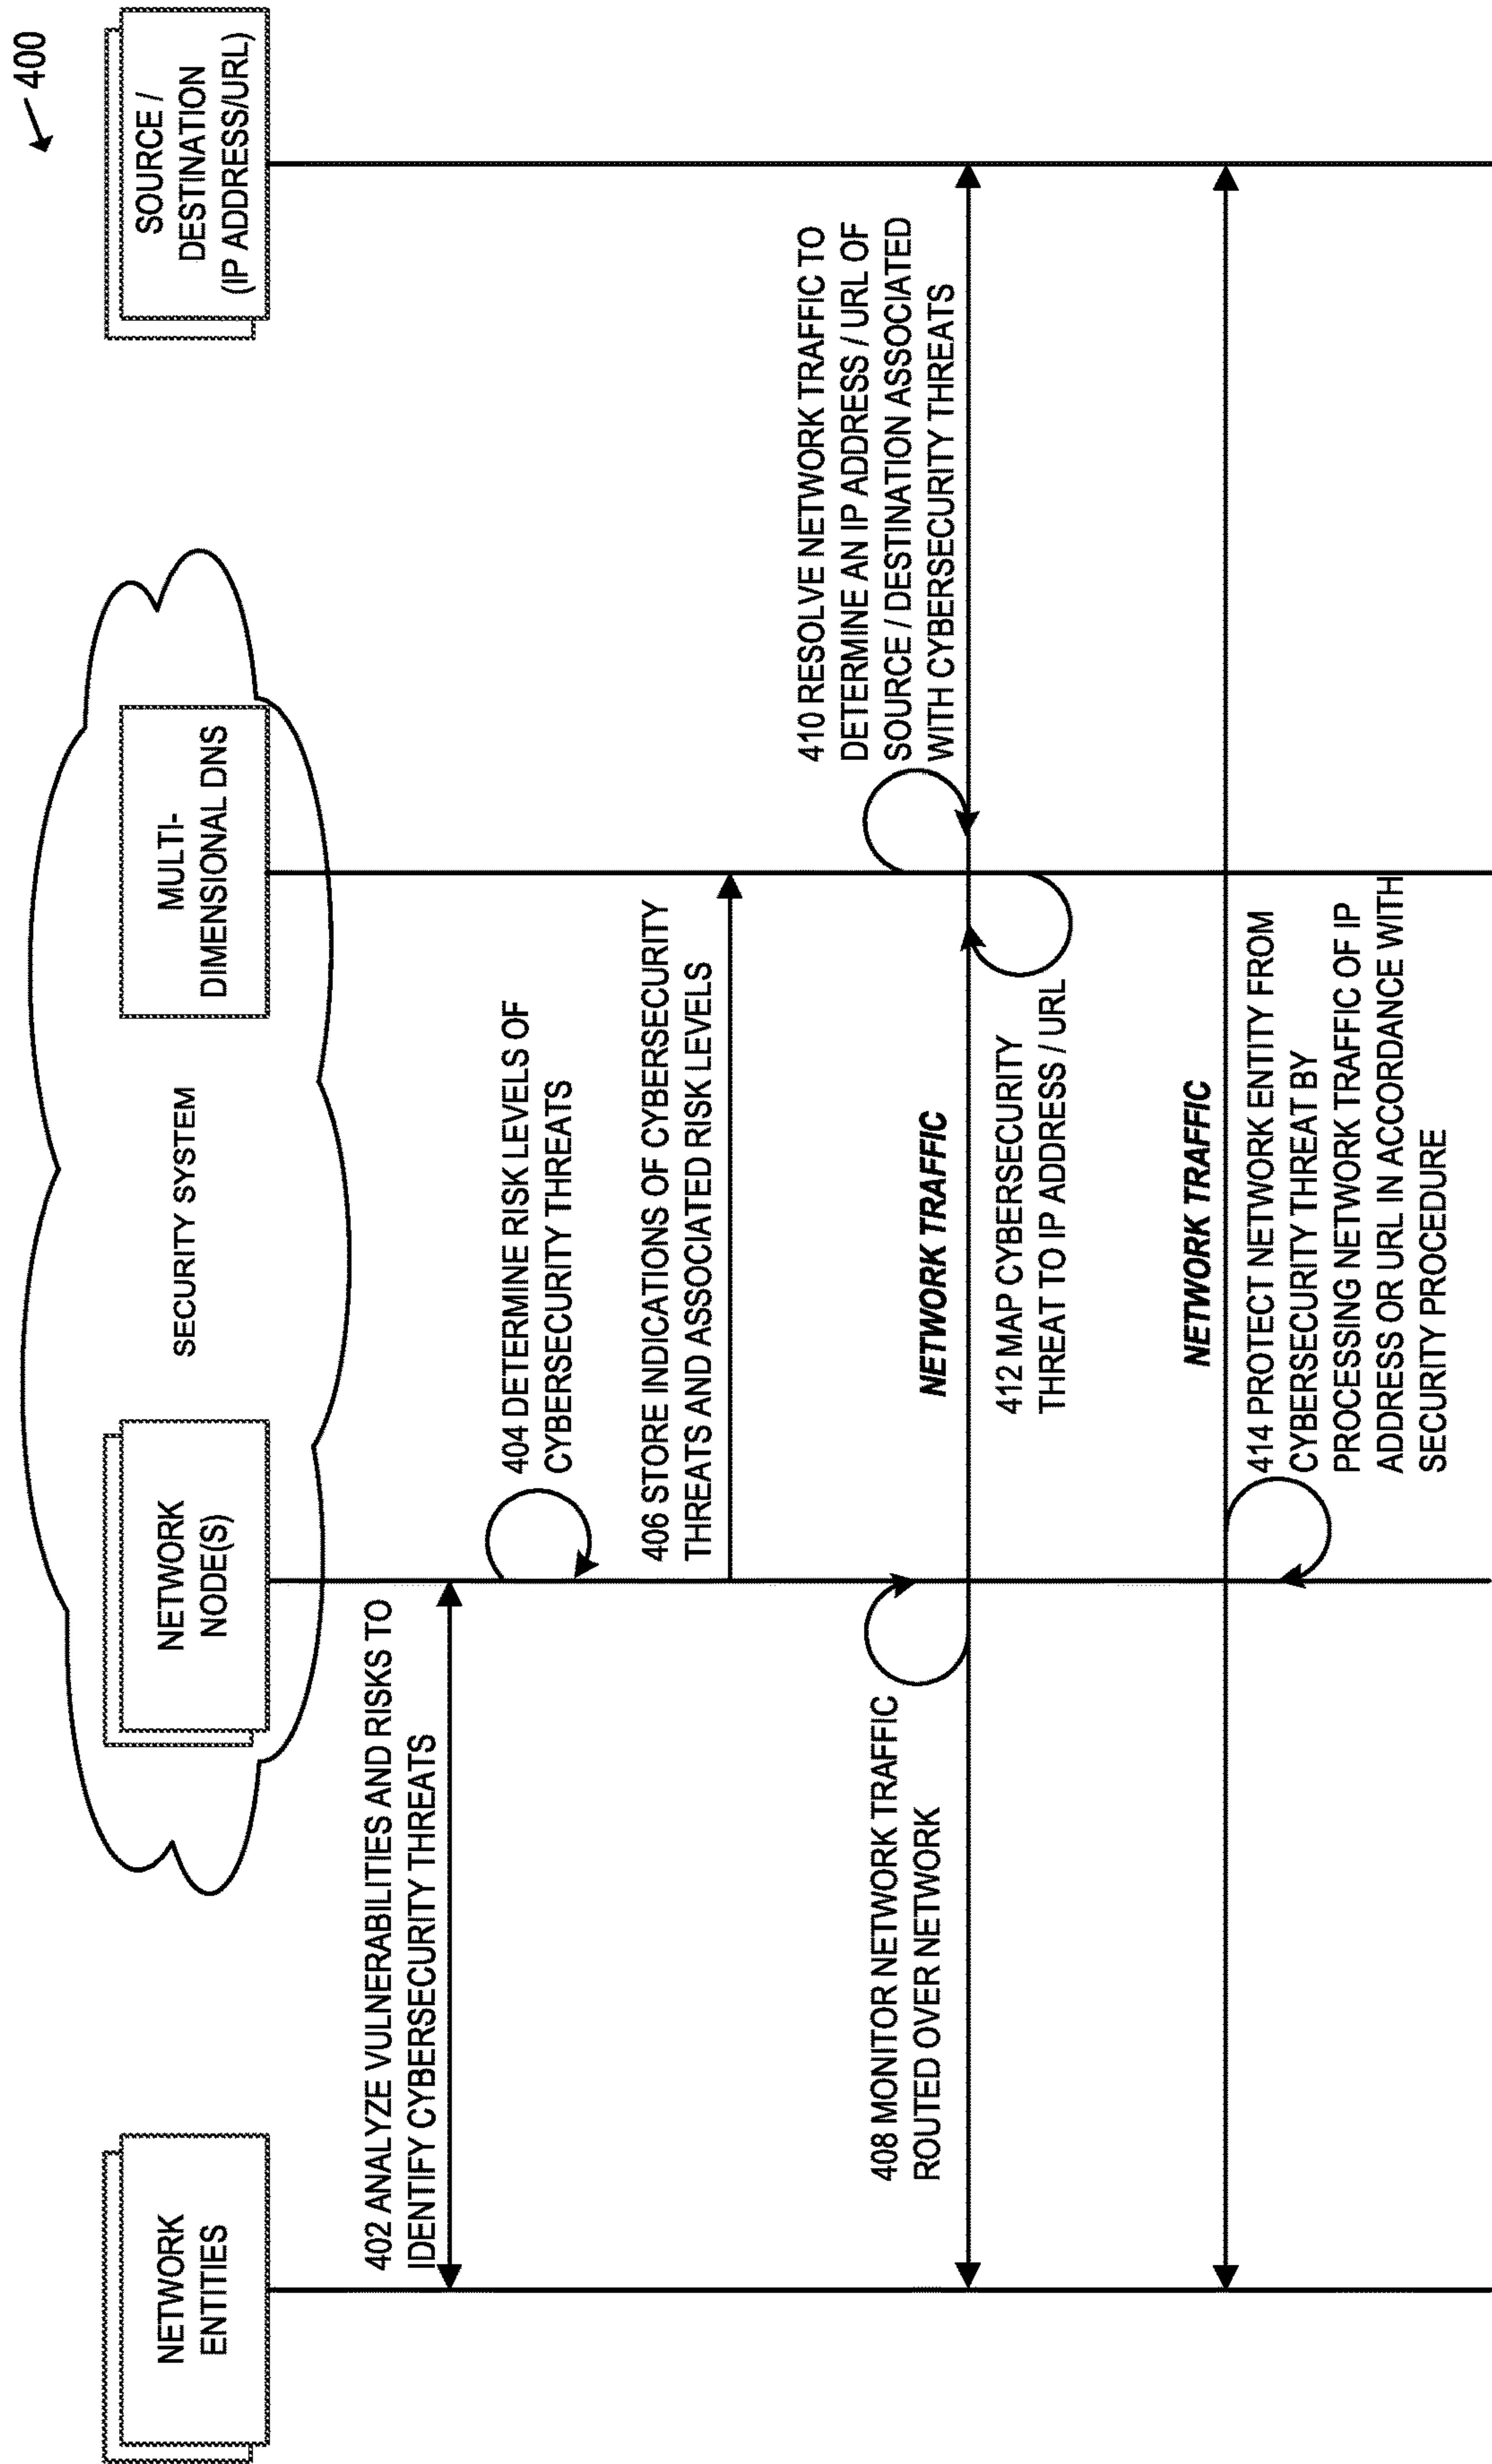 400
NETWORK
ENTITIES
NETWORK
NODE(S)
SECURITY SYSTEM
MULTI-
DIMENSIONAL DNS
SOURCE /
DESTINATION
(IP ADDRESS/URL)
402 ANALYZE VULNERABILITIES AND RISKS TO
IDENTIFY CYBERSECURITY THREATS
404 DETERMINE RISK LEVELS OF
CYBERSECURITY THREATS
406 STORE INDICATIONS OF CYBERSECURITY
THREATS AND ASSOCIATED RISK LEVELS
408 MONITOR NETWORK TRAFFIC
ROUTED OVER NETWORK
NETWORK TRAFFIC
410 RESOLVE NETWORK TRAFFIC TO
DETERMINE AN IP ADDRESS / URL OF
SOURCE / DESTINATION ASSOCIATED
WITH CYBERSECURITY THREATS
412 MAP CYBERSECURITY
THREAT TO IP ADDRESS / URL
NETWORK TRAFFIC
414 PROTECT NETWORK ENTITY FROM
CYBERSECURITY THREAT BY
PROCESSING NETWORK TRAFFIC OF IP
ADDRESS OR URL IN ACCORDANCE WITH
SECURITY PROCEDURE